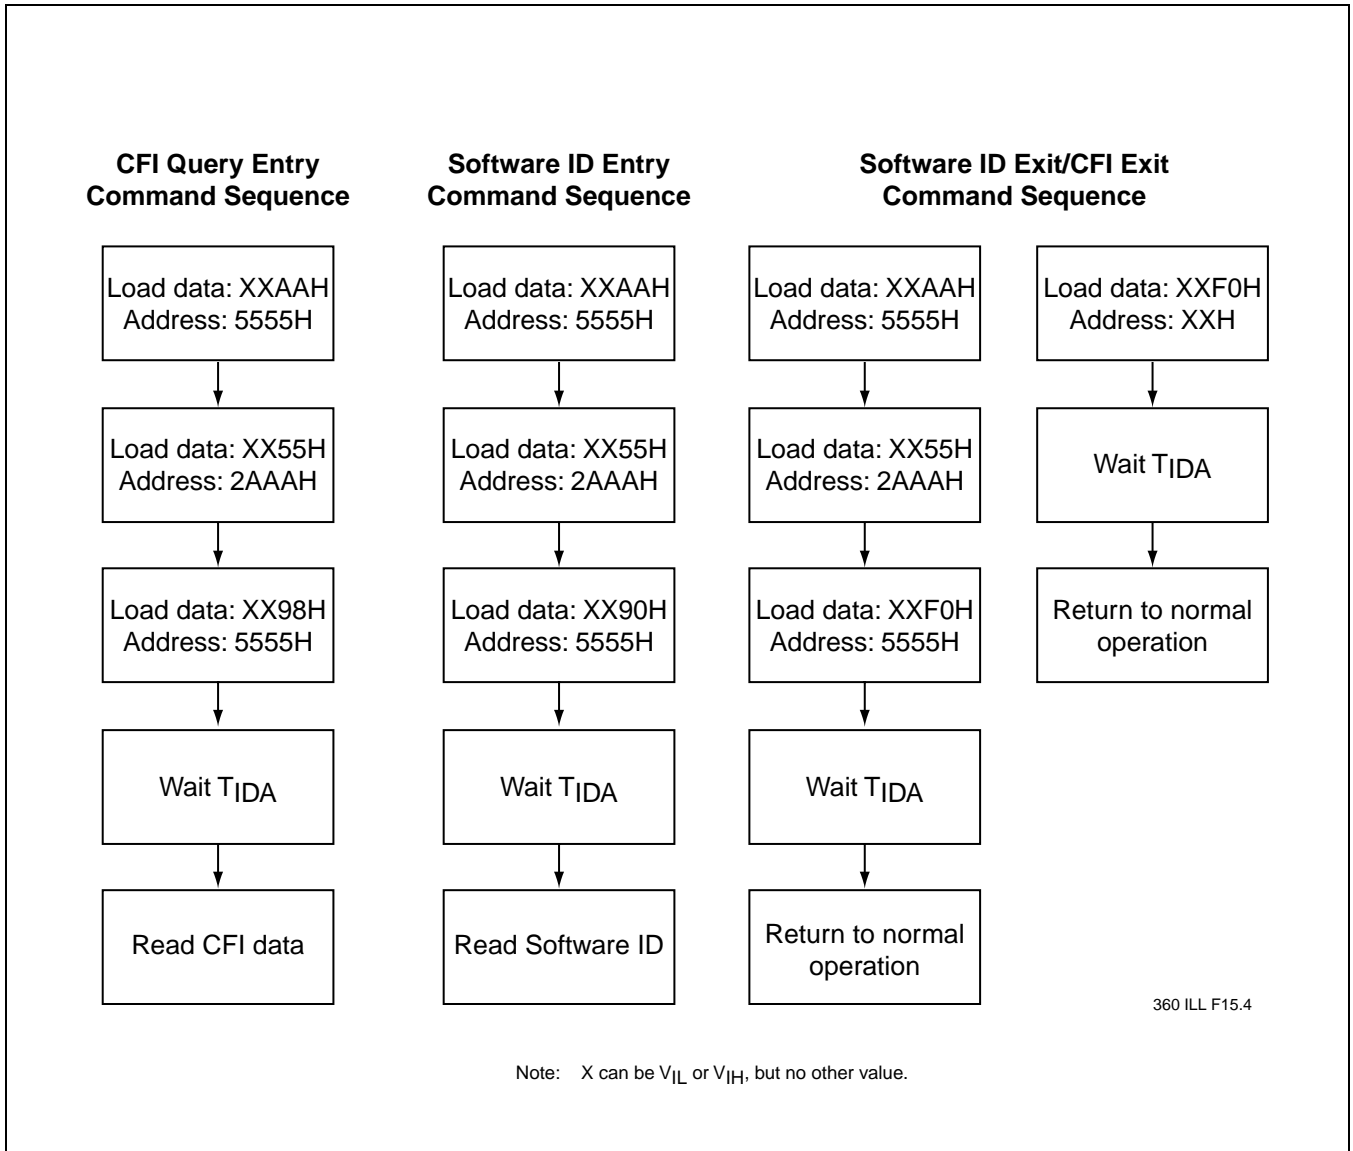 CFI Query Entry
Command Sequence
Load data: XXAAH
Address: 5555H
Load data: XX55H
Address: 2AAAH
Load data: XX98H
Address: 5555H
Wait TIDA
Read CFI data
Software ID Entry
Command Sequence
Load data: XXAAH
Address: 5555H
Load data: XX55H
Address: 2AAAH
Load data: XX90H
Address: 5555H
Wait TIDA
Read Software ID
Software ID Exit/CFI Exit
Command Sequence
Load data: XXAAH
Address: 5555H
Load data: XX55H
Address: 2AAAH
Load data: XXF0H
Address: 5555H
Wait TIDA
Return to normal
operation
Load data: XXF0H
Address: XXH
Wait TIDA
Return to normal
operation
360 ILL F15.4
Note: X can be VIL or VIH, but no other value.